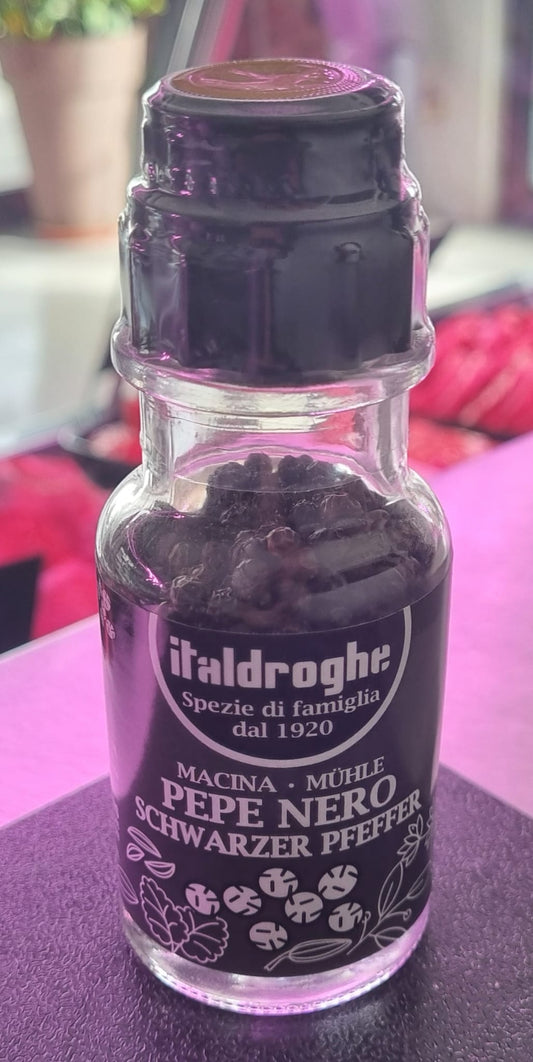 italdroghe
Spezie di famiglia
dal 1920
MACINA · MÜHLE
PEPE NERO
SCHWARZER PFEFFER